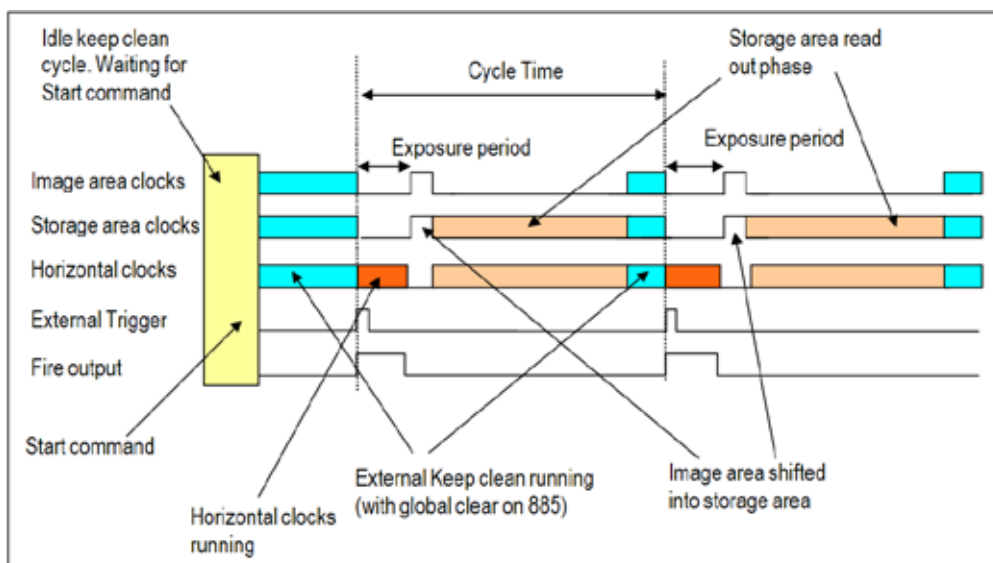 Idle keep clean
cycle. Waiting for
Start command
Cycle Time
Storage area read
out phase
Exposure period
Exposure period
Image area clocks
Storage area clocks
Horizontal clocks
External Trigger
Fire output
Start command
Horizontal clocks
running
External Keep clean running
(with global clear on 885)
Image area shifted
into storage area